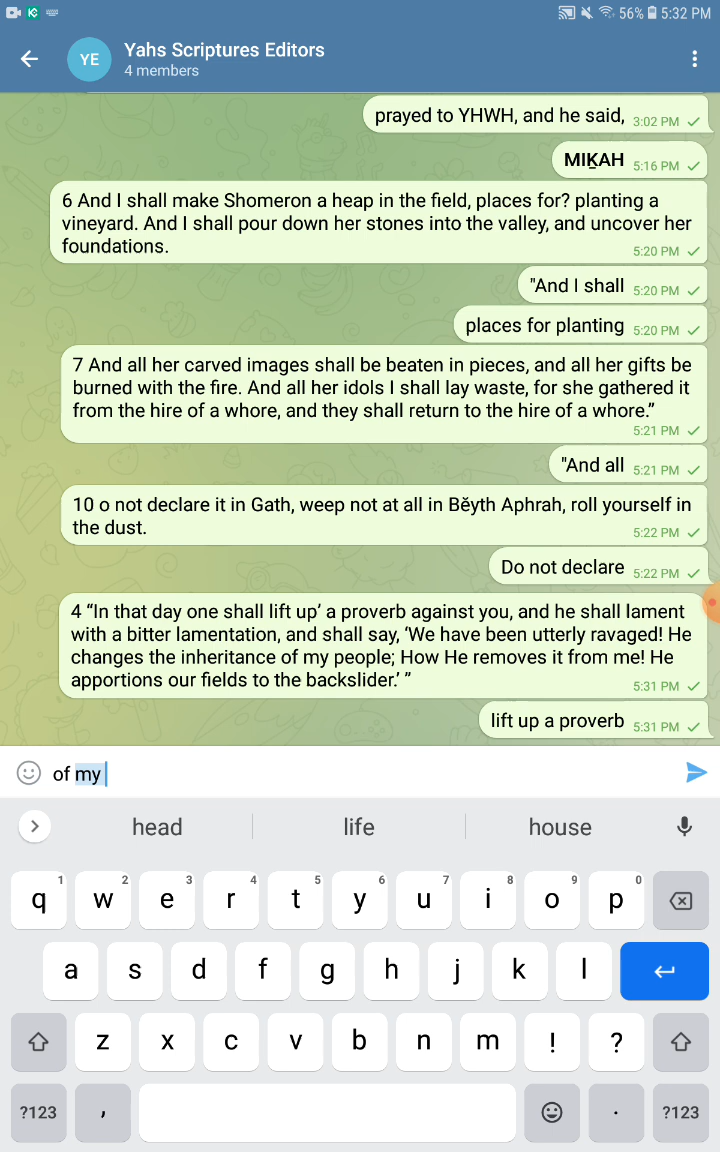 56% 5:32 PM
YE
Yahs Scriptures Editors
4 members
prayed to YHWH, and he said, 3:02 PM
MIḴAH 5:16 PM
6 And I shall make Shomeron a heap in the field, places for? planting a
vineyard. And I shall pour down her stones into the valley, and uncover her
foundations. 5:20 PM
"And I shall 5:20 PM
places for planting 5:20 PM
7 And all her carved images shall be beaten in pieces, and all her gifts be
burned with the fire. And all her idols I shall lay waste, for she gathered it
from the hire of a whore, and they shall return to the hire of a whore.”
5:21 PM
"And all 5:21 PM
10 o not declare it in Gath, weep not at all in Bĕyth Aphrah, roll yourself in
the dust. 5:22 PM
Do not declare 5:22 PM
4 “In that day one shall lift up’ a proverb against you, and he shall lament
with a bitter lamentation, and shall say, ‘We have been utterly ravaged! He
changes the inheritance of my people; How He removes it from me! He
apportions our fields to the backslider.’ ” 5:31 PM
lift up a proverb 5:31 PM
of my
head life house
q1 w2 e3 r4 t5 y6 u7 i8 o9 p0
a s d f g h j k l
z x c v b n m ! ?
?123 , . ?123